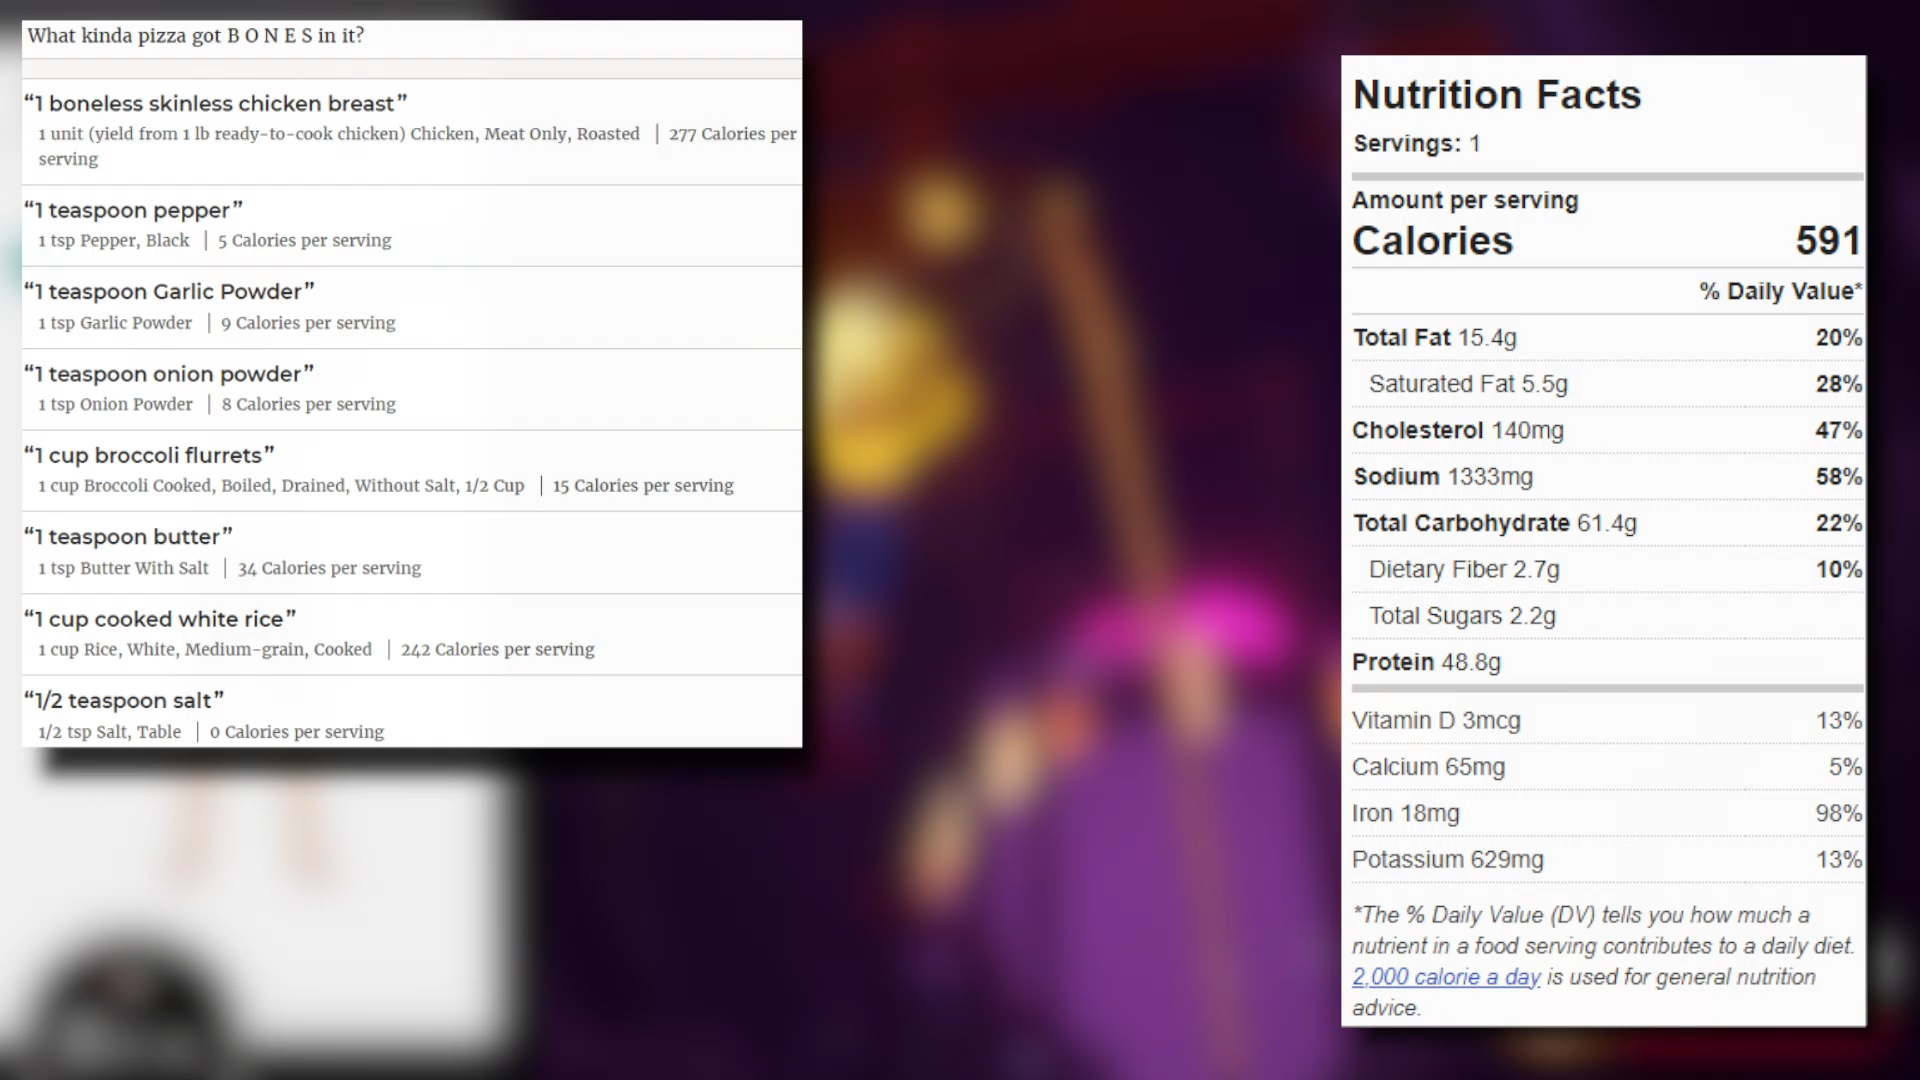 What kinda pizza got B O N E S in it?
“1 boneless skinless chicken breast”
1 unit (yield from 1 lb ready-to-cook chicken) Chicken, Meat Only, Roasted | 277 Calories per
serving
“1 teaspoon pepper”
1 tsp Pepper, Black | 5 Calories per serving
“1 teaspoon Garlic Powder”
1 tsp Garlic Powder | 9 Calories per serving
“1 teaspoon onion powder”
1 tsp Onion Powder | 8 Calories per serving
“1 cup broccoli flurrets”
1 cup Broccoli Cooked, Boiled, Drained, Without Salt, 1/2 Cup | 15 Calories per serving
“1 teaspoon butter”
1 tsp Butter With Salt | 34 Calories per serving
“1 cup cooked white rice”
1 cup Rice, White, Medium-grain, Cooked | 242 Calories per serving
“1/2 teaspoon salt”
1/2 tsp Salt, Table | 0 Calories per serving
Nutrition Facts
Servings: 1
Amount per serving
Calories 591
% Daily Value*
Total Fat 15.4g 20%
Saturated Fat 5.5g 28%
Cholesterol 140mg 47%
Sodium 1333mg 58%
Total Carbohydrate 61.4g 22%
Dietary Fiber 2.7g 10%
Total Sugars 2.2g
Protein 48.8g
Vitamin D 3mcg 13%
Calcium 65mg 5%
Iron 18mg 98%
Potassium 629mg 13%
*The % Daily Value (DV) tells you how much a
nutrient in a food serving contributes to a daily diet.
2,000 calorie a day is used for general nutrition
advice.